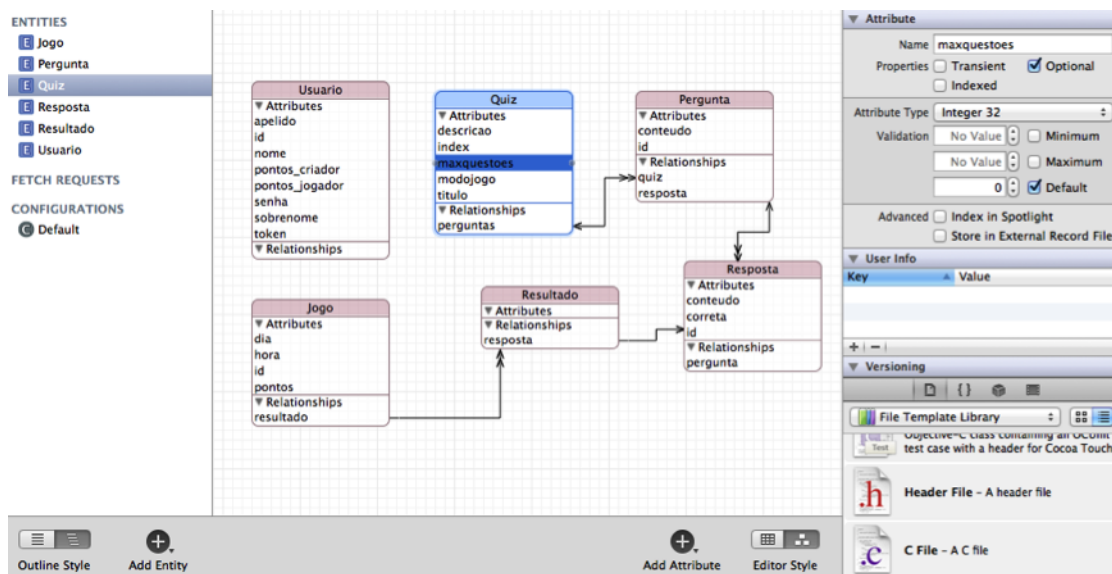 ENTITIES
E Jogo
E Pergunta
E Quiz
E Resposta
E Resultado
E Usuario
FETCH REQUESTS
CONFIGURATIONS
C Default
Usuario
Attributes
apelido
id
nome
pontos_criador
pontos_jogador
senha
sobrenome
token
Relationships
Quiz
Attributes
descricao
index
maxquestoes
modojogo
titulo
Relationships
perguntas
Pergunta
Attributes
conteudo
id
Relationships
quiz
resposta
Jogo
Attributes
dia
hora
id
pontos
Relationships
resultado
Resultado
Attributes
Relationships
resposta
Resposta
Attributes
conteudo
correta
id
Relationships
pergunta
Outline Style
Add Entity
Add Attribute
Editor Style
Attribute
Name maxquestoes
Properties Transient Optional
Indexed
Attribute Type Integer 32
Validation No Value Minimum
No Value Maximum
0 Default
Advanced Index in Spotlight
Store in External Record File
User Info
Key Value
Versioning
{}
File Template Library
Objective-C class containing an OCUnit
Test test case with a header for Cocoa Touch
.h Header File – A header file
.c C File – A C file